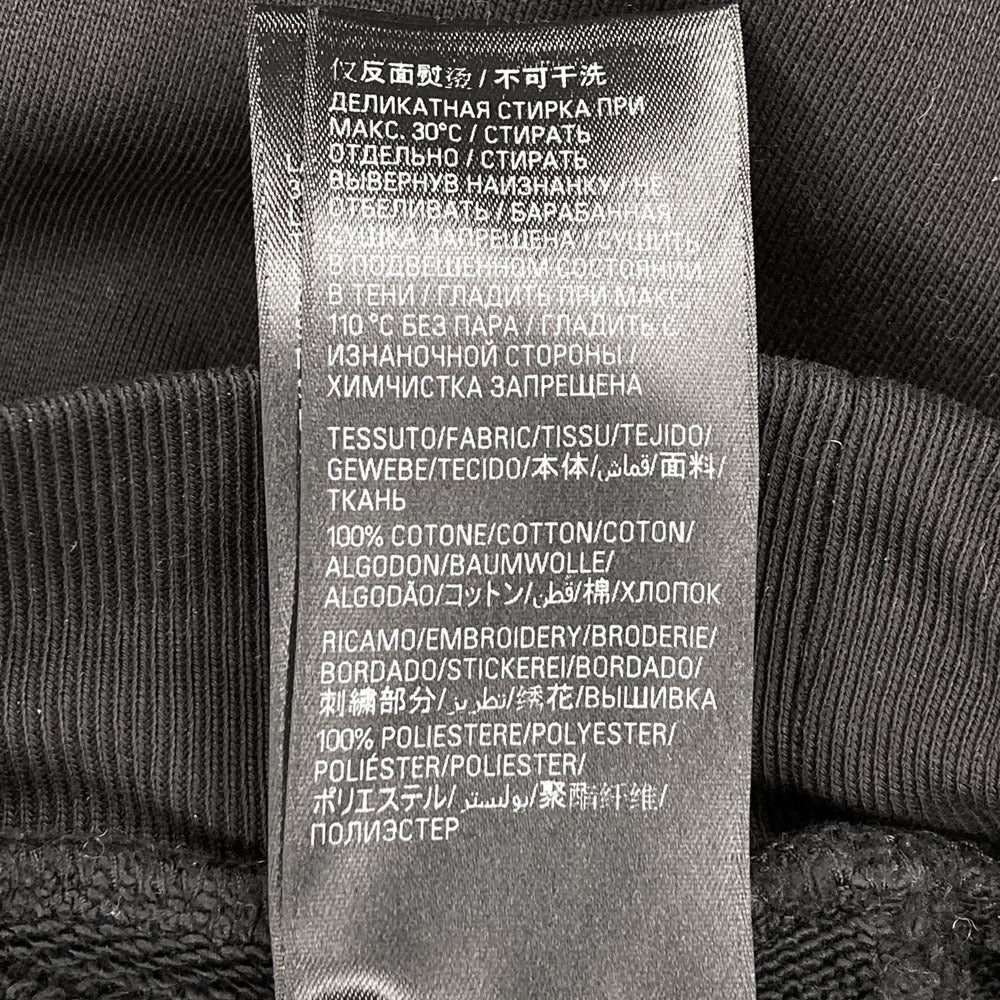 仅反面熨烫/不可干洗
ДЕЛИКАТНАЯ СТИРКА ПРИ
МАКС. 30°C / СТИРАТЬ
ОТДЕЛЬНО / СТИРАТЬ
ВЫВЕРНУВ НАИЗНАНКУ / НЕ
ОТБЕЛИВАТЬ / БАРАБАННАЯ
СУШКА ЗАПРЕЩЕНА / СУШИТЬ
В ПОДВЕШЕННОМ СОСТОЯНИИ
В ТЕНИ / ГЛАДИТЬ ПРИ МАКС.
110 °C БЕЗ ПАРА / ГЛАДИТЬ С
ИЗНАНОЧНОЙ СТОРОНЫ /
ХИМЧИСТКА ЗАПРЕЩЕНА
TESSUTO/FABRIC/TISSU/TEJIDO/
GEWEBE/TECIDO/本体/قماش/面料/
ТКАНЬ
100% COTONE/COTTON/COTON/
ALGODON/BAUMWOLLE/
ALGODÃO/コットン/قطن/棉/ХЛОПОК
RICAMO/EMBROIDERY/BRODERIE/
BORDADO/STICKEREI/BORDADO/
刺繍部分/تطريز/绣花/ВЫШИВКА
100% POLIESTERE/POLYESTER/
POLIÉSTER/POLIESTER/
ポリエステル/بوليستر/聚酯纤维/
ПОЛИЭСТЕР